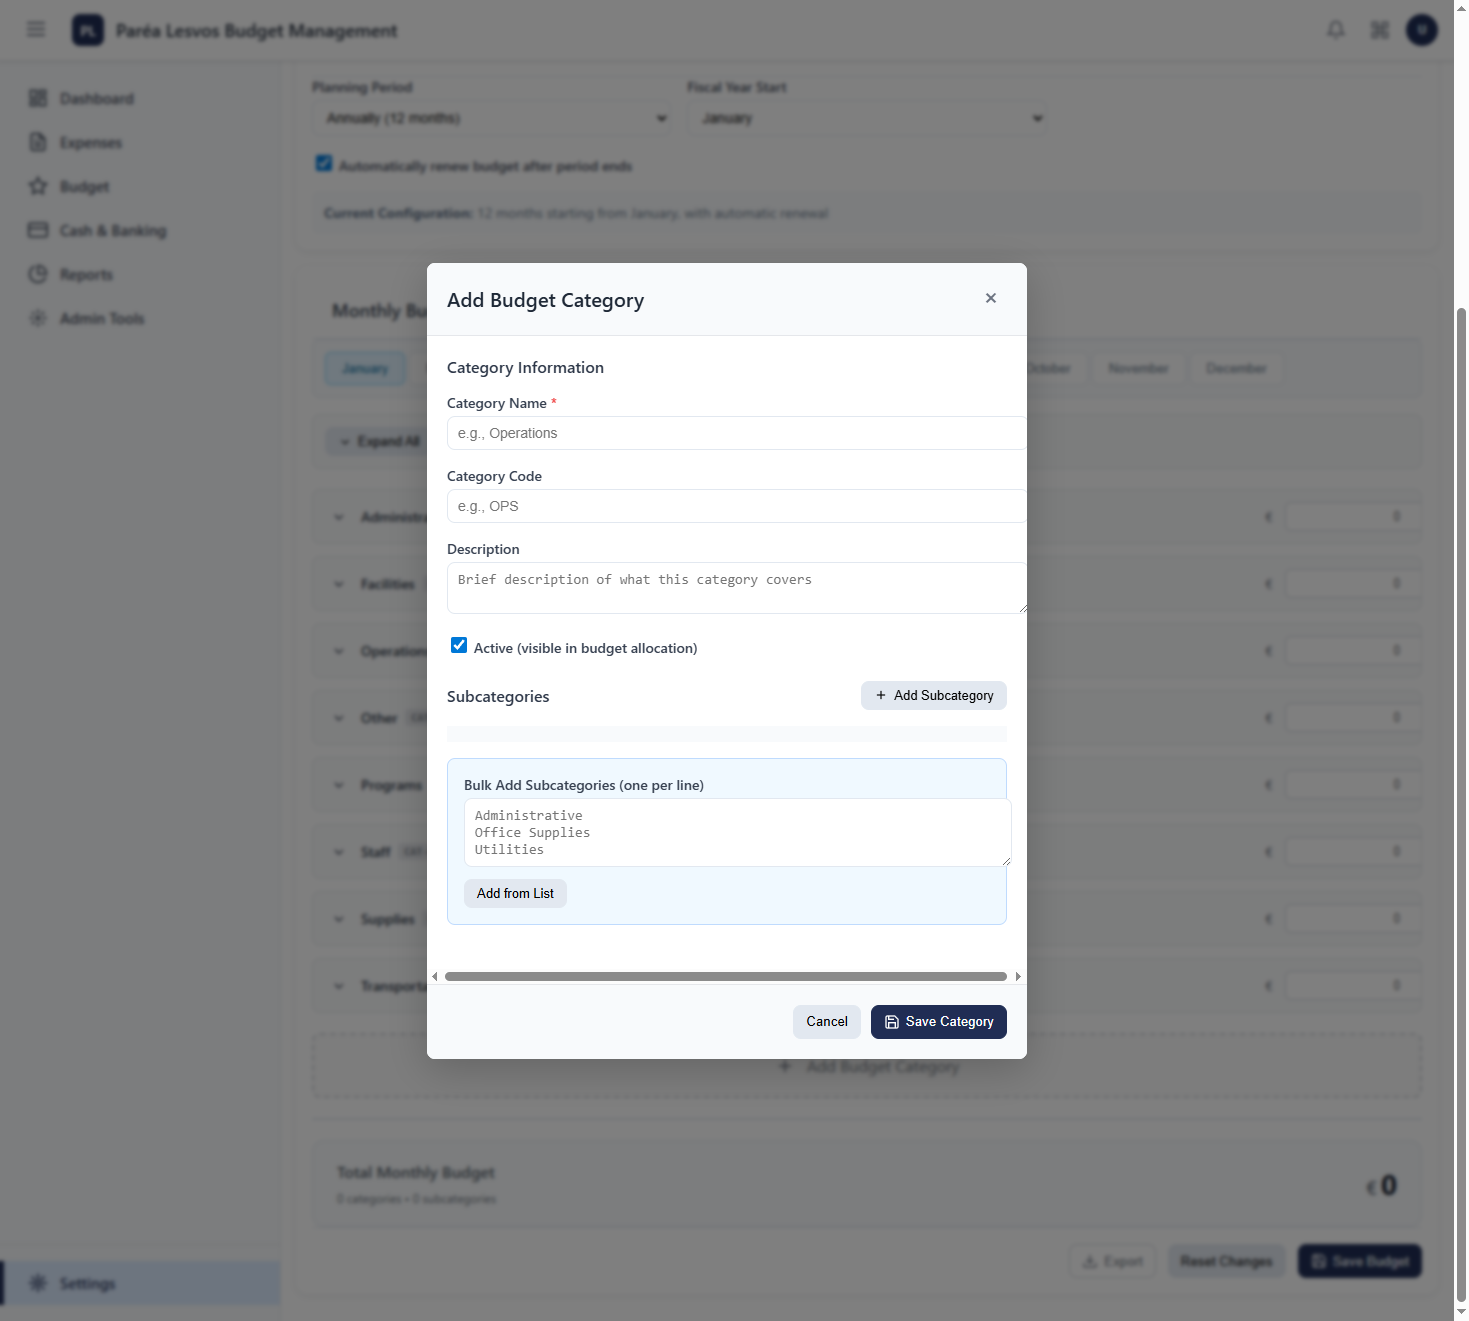 PL
Paréa Lesvos Budget Management
U
Dashboard
Expenses
Budget
Cash & Banking
Reports
Admin Tools
Settings
Planning Period
Fiscal Year Start
Annually (12 months)
January
Automatically renew budget after period ends
Current Configuration: 12 months starting from January, with automatic renewal
Monthly
January
October
November
December
Expand All
€ 0
Facilities
€ 0
€ 0
Other
€ 0
Programs
€ 0
Staff
€ 0
Supplies
€ 0
€ 0
Add Budget Category
×
Category Information
Category Name *
e.g., Operations
Category Code
e.g., OPS
Description
Brief description of what this category covers
Active (visible in budget allocation)
Subcategories
+ Add Subcategory
Bulk Add Subcategories (one per line)
Administrative
Office Supplies
Utilities
Add from List
Cancel
Save Category
+ Add Budget Category
Total Monthly Budget
0 categories • 0 subcategories
€ 0
Export
Reset Changes
Save Budget